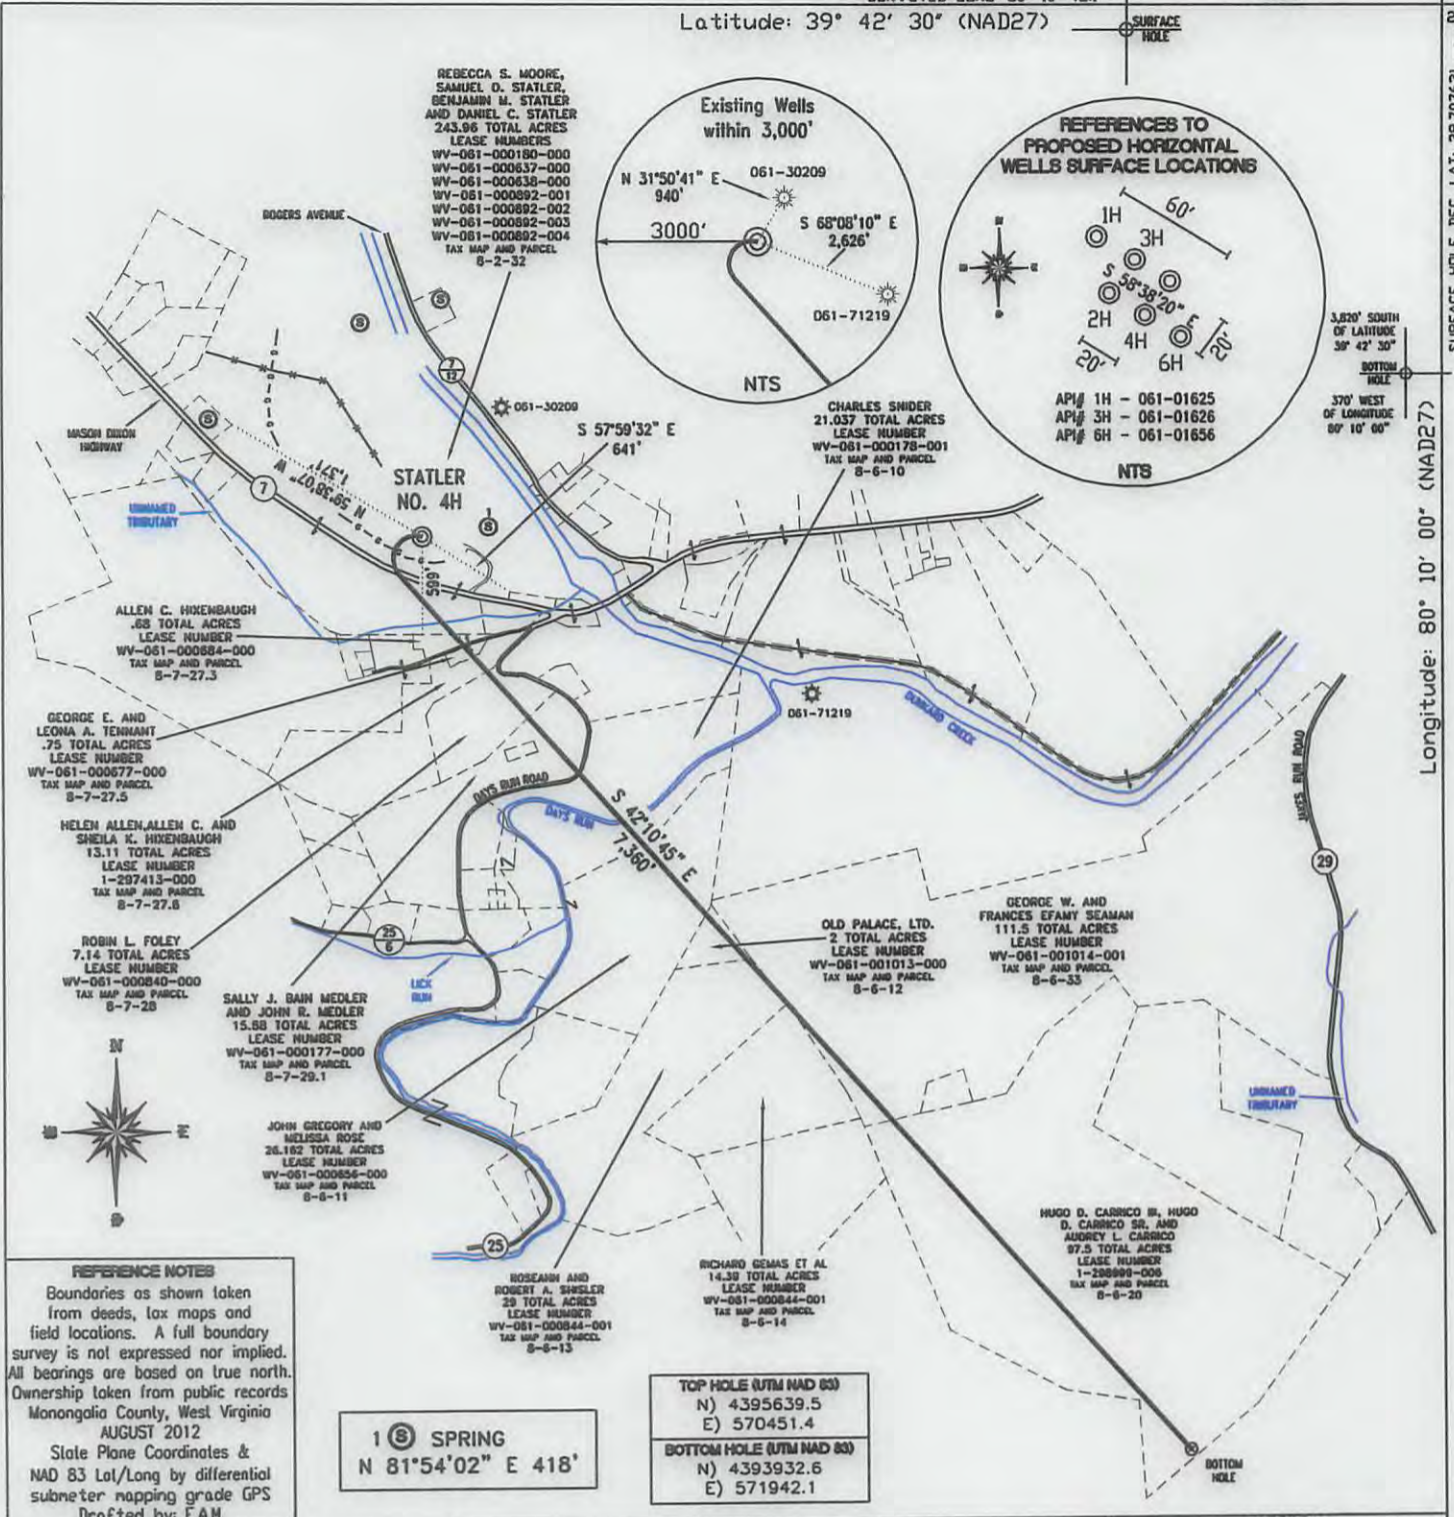 Latitude: 39° 42' 30" (NAD27)
SURFACE
HOLE
REBECCA S. MOORE,
SAMUEL D. STATLER,
BENJAMIN M. STATLER
AND DANIEL C. STATLER
243.96 TOTAL ACRES
LEASE NUMBERS
WV-061-000180-000
WV-061-000637-000
WV-061-000638-000
WV-061-000892-001
WV-061-000892-002
WV-061-000892-003
WV-061-000892-004
TAX MAP AND PARCEL
8-2-32
Existing Wells
within 3,000'
N 31°50'41" E
940'
061-30209
3000'
S 68°08'10" E
2,626'
061-71219
NTS
REFERENCES TO
PROPOSED HORIZONTAL
WELLS SURFACE LOCATIONS
1H
60'
3H
S 58°38'20" E
2H
4H
6H
20'
20'
API# 1H - 061-01625
API# 3H - 061-01626
API# 6H - 061-01656
NTS
3,820' SOUTH
OF LATITUDE
39° 42' 30"
BOTTOM
HOLE
370' WEST
OF LONGITUDE
80° 10' 00"
Longitude: 80° 10' 00" (NAD27)
ROGERS AVENUE
S
S
7
12
061-30209
S
MASON DIXON
HIGHWAY
S 57°59'32" E
641'
CHARLES SNIDER
21.037 TOTAL ACRES
LEASE NUMBER
WV-061-000178-001
TAX MAP AND PARCEL
8-6-10
N 59°38'07" W
1,371'
7
STATLER
NO. 4H
1
S
599'
UNNAMED
TRIBUTARY
ALLEN C. HIXENBAUGH
.68 TOTAL ACRES
LEASE NUMBER
WV-061-000684-000
TAX MAP AND PARCEL
8-7-27.3
GEORGE E. AND
LEONA A. TENNANT
.75 TOTAL ACRES
LEASE NUMBER
WV-061-000677-000
TAX MAP AND PARCEL
8-7-27.5
HELEN ALLEN,ALLEN C. AND
SHEILA K. HIXENBAUGH
13.11 TOTAL ACRES
LEASE NUMBER
1-297413-000
TAX MAP AND PARCEL
8-7-27.6
ROBIN L. FOLEY
7.14 TOTAL ACRES
LEASE NUMBER
WV-061-000840-000
TAX MAP AND PARCEL
8-7-28
SALLY J. BAIN MEDLER
AND JOHN R. MEDLER
15.88 TOTAL ACRES
LEASE NUMBER
WV-061-000177-000
TAX MAP AND PARCEL
8-7-29.1
JOHN GREGORY AND
MELISSA ROSE
26.162 TOTAL ACRES
LEASE NUMBER
WV-061-000656-000
TAX MAP AND PARCEL
8-6-11
061-71219
DUNKARD CREEK
DAYS RUN ROAD
DAYS RUN
S 42°10'45" E
7,360'
JAKES RUN ROAD
29
25
6
LICK
RUN
OLD PALACE, LTD.
2 TOTAL ACRES
LEASE NUMBER
WV-061-001013-000
TAX MAP AND PARCEL
8-6-12
GEORGE W. AND
FRANCES EFAMY SEAMAN
111.5 TOTAL ACRES
LEASE NUMBER
WV-061-001014-001
TAX MAP AND PARCEL
8-6-33
UNNAMED
TRIBUTARY
N
E
25
ROSEANN AND
ROBERT A. SHISLER
29 TOTAL ACRES
LEASE NUMBER
WV-061-000844-001
TAX MAP AND PARCEL
8-6-13
RICHARD GEMAS ET AL
14.39 TOTAL ACRES
LEASE NUMBER
WV-061-000844-001
TAX MAP AND PARCEL
8-6-14
HUGO D. CARRICO III, HUGO
D. CARRICO SR. AND
AUDREY L. CARRICO
97.5 TOTAL ACRES
LEASE NUMBER
1-298999-006
TAX MAP AND PARCEL
8-6-20
BOTTOM
HOLE
REFERENCE NOTES
Boundaries as shown taken
from deeds, tax maps and
field locations. A full boundary
survey is not expressed nor implied.
All bearings are based on true north.
Ownership taken from public records
Monongalia County, West Virginia
AUGUST 2012
State Plane Coordinates &
NAD 83 Lat/Long by differential
submeter mapping grade GPS
Drafted by: E.A.M.
1 S SPRING
N 81°54'02" E 418'
TOP HOLE (UTM NAD 83)
N) 4395639.5
E) 570451.4
BOTTOM HOLE (UTM NAD 83)
N) 4393932.6
E) 571942.1